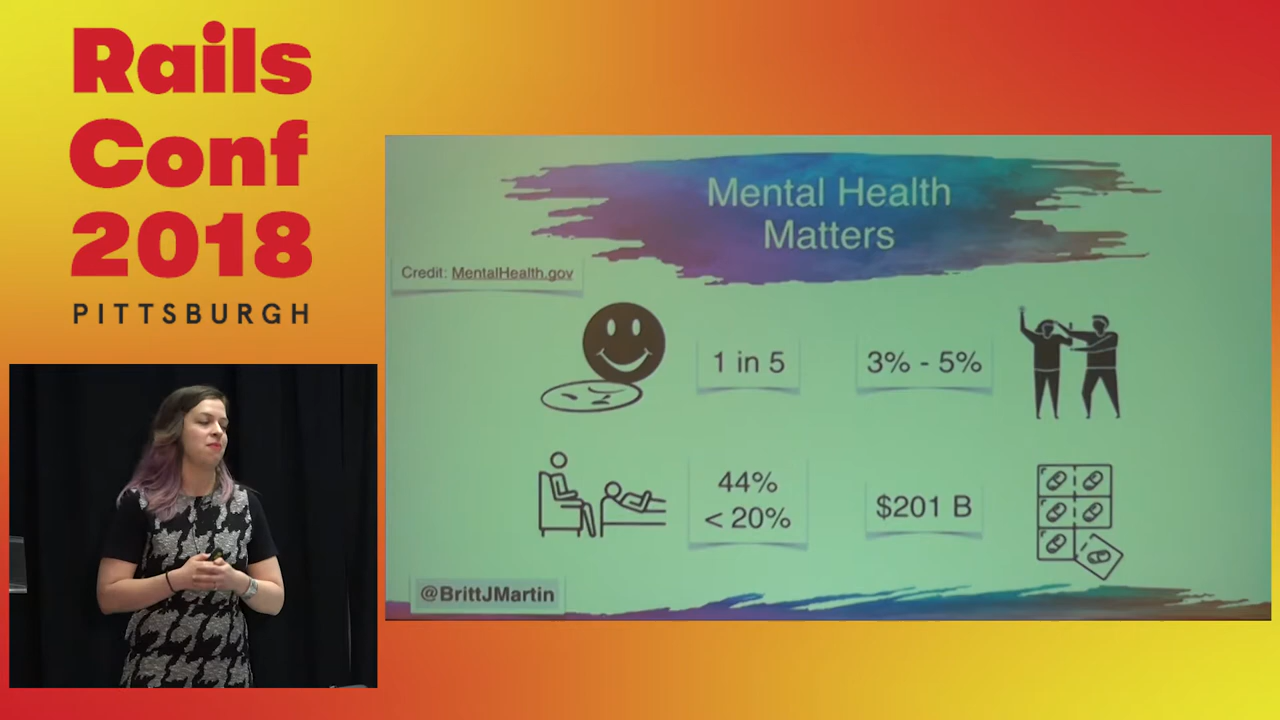 Rails
Conf
2018
PITTSBURGH
Mental Health
Matters
Credit: MentalHealth.gov
1 in 5
3% - 5%
44%
< 20%
$201 B
@BrittJMartin